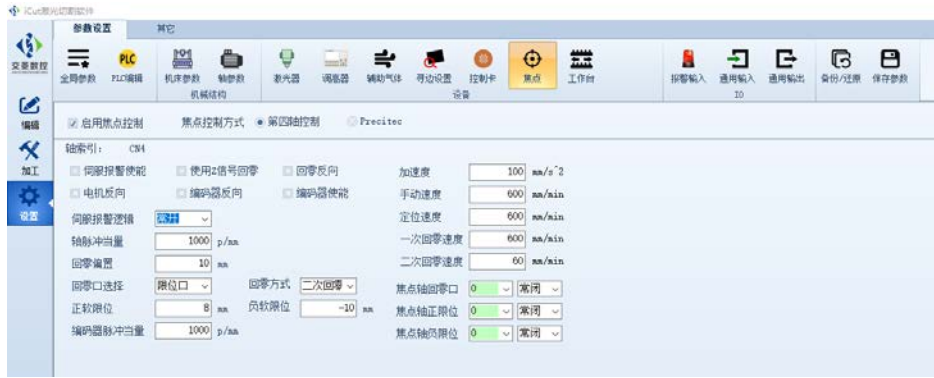 iCut激光切割软件
参数设置 其它
交菱数控
全局参数 PLC编辑 机床参数 轴参数 激光器 调高器 辅助气体 寻边设置 控制卡 焦点 工作台 报警输入 通用输入 通用输出 备份/还原 保存参数
PLC
机械结构 设备 IO
编辑
加工
设置
启用焦点控制 焦点控制方式 第四轴控制 Precitec
轴索引: CN4
伺服报警使能 使用Z信号回零 回零反向 加速度 100 mm/s^2
电机反向 编码器反向 编码器使能 手动速度 600 mm/min
伺服报警逻辑 常开 定位速度 600 mm/min
轴脉冲当量 1000 p/mm 一次回零速度 600 mm/min
回零偏置 10 mm 二次回零速度 60 mm/min
回零口选择 限位口 回零方式 二次回零 焦点轴回零口 0 常闭
正软限位 8 mm 负软限位 -10 mm 焦点轴正限位 0 常闭
编码器脉冲当量 1000 p/mm 焦点轴负限位 0 常闭